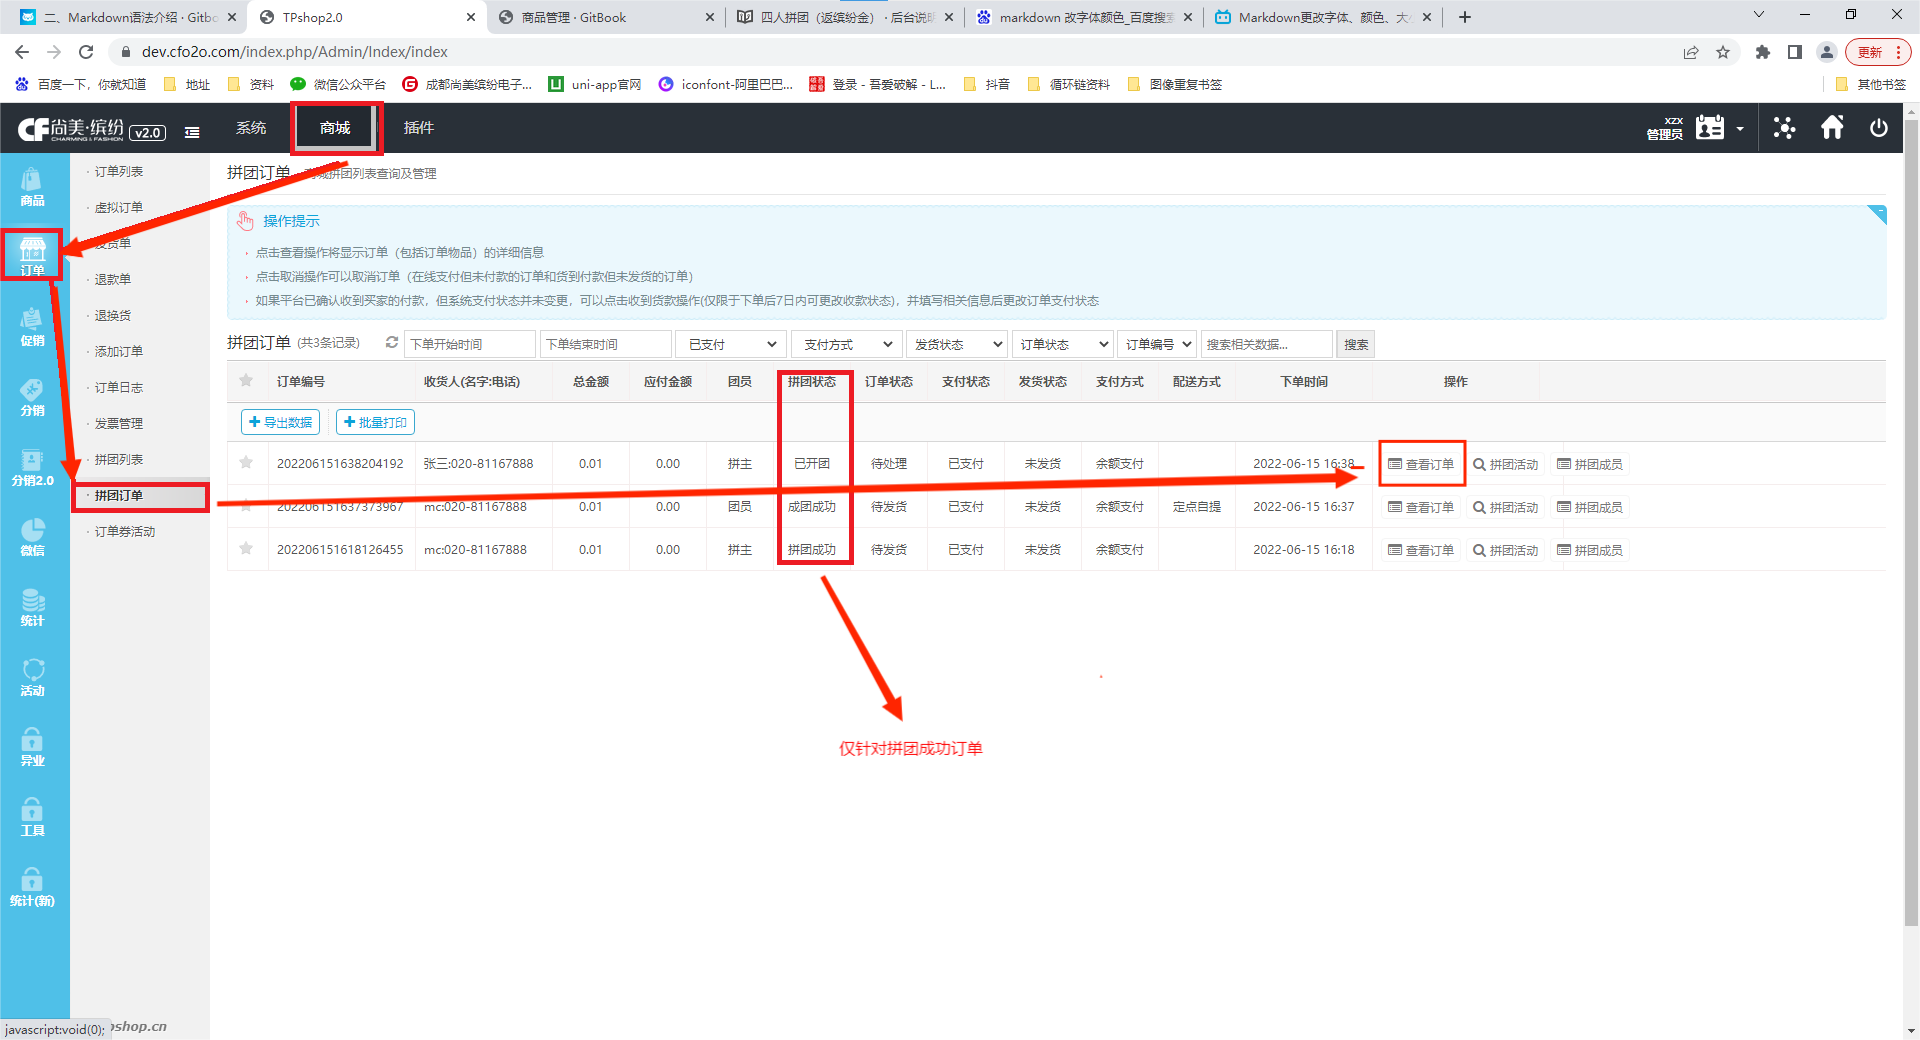 二、Markdown语法介绍 · Gitbo
TPshop2.0
商品管理 · GitBook
四人拼团（返缤纷金） · 后台说明
markdown 改字体颜色_百度搜索
Markdown更改字体、颜色、大小
dev.cfo2o.com/index.php/Admin/Index/index
更新
百度一下，你就知道
地址
资料
微信公众平台
成都尚美缤纷电子...
uni-app官网
iconfont-阿里巴巴...
登录 - 吾爱破解 - L...
抖音
循环链资料
图像重复书签
其他书签
CF尚美·缤纷
CHARMING & FASHION
v2.0
系统
商城
插件
xzx
管理员
商品
订单
促销
分销
分销2.0
微信
统计
活动
异业
工具
统计(新)
· 订单列表
· 虚拟订单
发货单
· 退款单
· 退换货
· 添加订单
· 订单日志
· 发票管理
· 拼团列表
· 拼团订单
· 订单券活动
拼团订单
商城拼团列表查询及管理
操作提示
点击查看操作将显示订单（包括订单物品）的详细信息
点击取消操作可以取消订单（在线支付但未付款的订单和货到付款但未发货的订单）
如果平台已确认收到买家的付款，但系统支付状态并未变更，可以点击收到货款操作(仅限于下单后7日内可更改收款状态)，并填写相关信息后更改订单支付状态
拼团订单 (共3条记录)
下单开始时间
下单结束时间
已支付
支付方式
发货状态
订单状态
订单编号
搜索相关数据...
搜索
订单编号 收货人(名字:电话) 总金额 应付金额 团员 拼团状态 订单状态 支付状态 发货状态 支付方式 配送方式 下单时间 操作
导出数据 批量打印
202206151638204192 张三:020-81167888 0.01 0.00 拼主 已开团 待处理 已支付 未发货 余额支付 2022-06-15 16:38 查看订单 拼团活动 拼团成员
202206151637373967 mc:020-81167888 0.01 0.00 团员 成团成功 待发货 已支付 未发货 余额支付 定点自提 2022-06-15 16:37 查看订单 拼团活动 拼团成员
202206151618126455 mc:020-81167888 0.01 0.00 拼主 拼团成功 待发货 已支付 未发货 余额支付 2022-06-15 16:18 查看订单 拼团活动 拼团成员
仅针对拼团成功订单
javascript:void(0);
pshop.cn